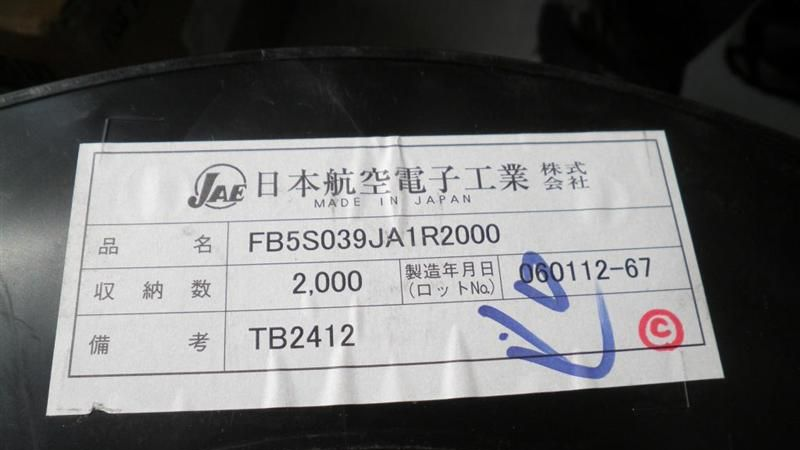 JAE 日本航空電子工業 株式会社
MADE IN JAPAN
品名 FB5S039JA1R2000
収納数 2,000 製造年月日 (ロットNo.) 060112-67
備考 TB2412
C